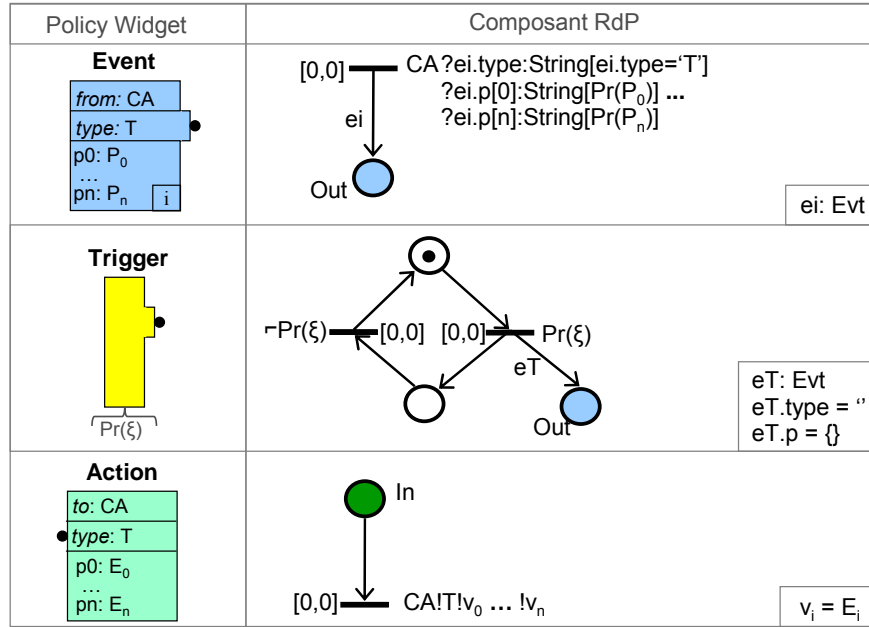 Policy Widget
Composant RdP
Event
from: CA
type: T
p0: P0
...
pn: Pn
i
[0,0]
CA?ei.type:String[ei.type=‘T’]
?ei.p[0]:String[Pr(P0)] ...
?ei.p[n]:String[Pr(Pn)]
ei
Out
ei: Evt
Trigger
Pr(ξ)
¬Pr(ξ)
[0,0]
[0,0]
Pr(ξ)
eT
Out
eT: Evt
eT.type = ‘’
eT.p = {}
Action
to: CA
type: T
p0: E0
...
pn: En
In
[0,0]
CA!T!v0 ... !vn
vi = Ei